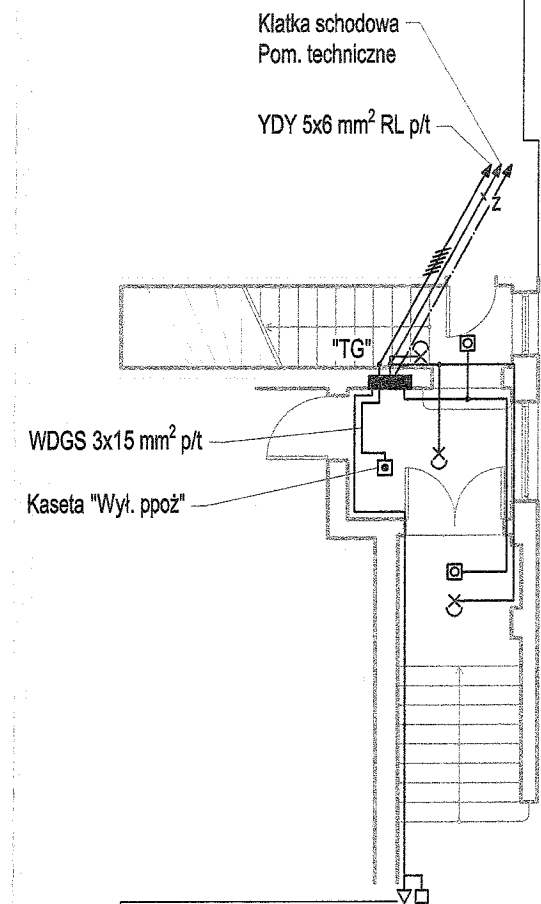 Klatka schodowa
Pom. techniczne
YDY 5x6 mm² RL p/t
z
"TG"
WDGS 3x15 mm² p/t
Kaseta "Wył. ppoż"